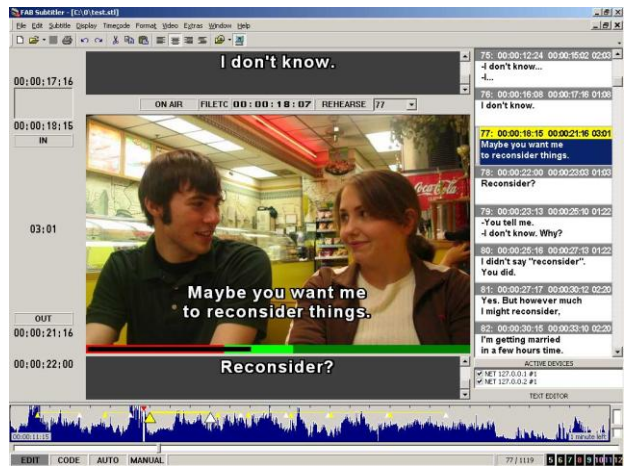 FAB Subtitler - [E:\0\test.stl]
File Edit Subtitle Display Timecode Format Video Extras Window Help
00:00:17:16
00:00:18:15
IN
03:01
OUT
00:00:21:16
00:00:22:00
I don't know.
ON AIR FILETC 00:00:18:07 REHEARSE 77
Coca-Cola
Maybe you want me
to reconsider things.
Reconsider?
75: 00:00:12:24 00:00:15:02 02:03
-I don't know...
-I...
76: 00:00:16:08 00:00:17:16 01:08
I don't know.
77: 00:00:18:15 00:00:21:16 03:01
Maybe you want me
to reconsider things.
78: 00:00:22:00 00:00:23:03 01:03
Reconsider?
79: 00:00:23:13 00:00:25:10 01:22
-You tell me.
-I don't know. Why?
80: 00:00:25:16 00:00:27:13 01:22
I didn't say "reconsider".
You did.
81: 00:00:27:17 00:00:30:12 02:20
Yes. But however much
I might reconsider,
82: 00:00:30:15 00:00:33:10 02:20
I'm getting married
in a few hours time.
ACTIVE DEVICES
NET 127.0.0.1 #1
NET 127.0.0.2 #1
TEXT EDITOR
00:00:11:15
1 minute left
EDIT CODE AUTO MANUAL
77 / 1119
5 6 7 8 9 10 11 12